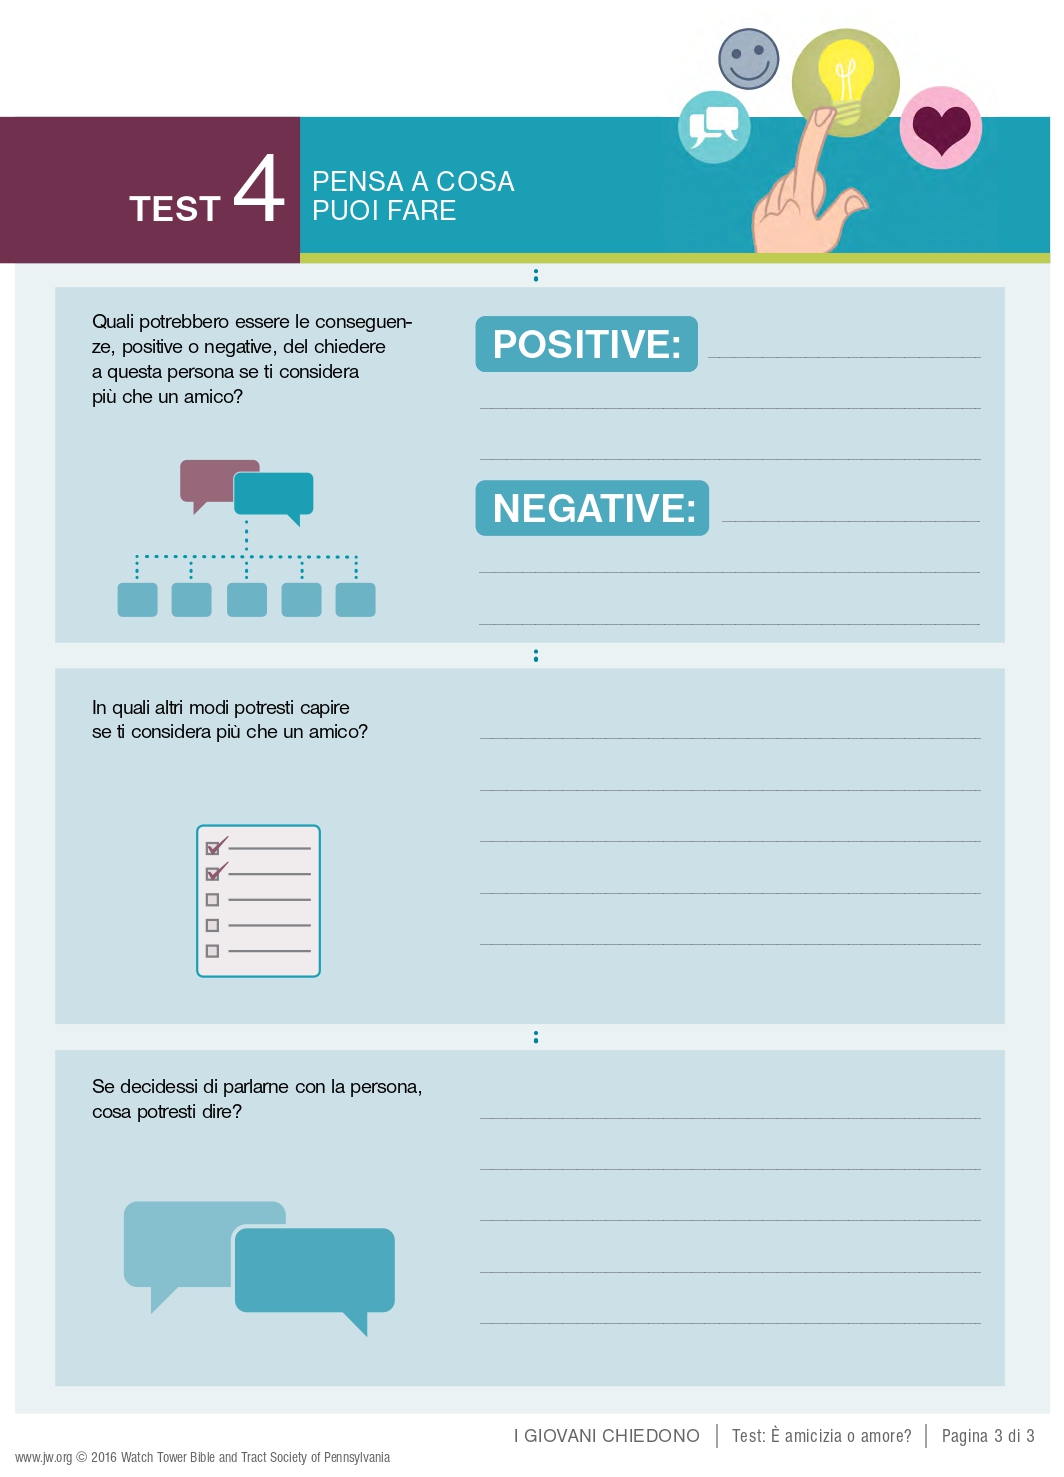 TEST 4
PENSA A COSA
PUOI FARE
Quali potrebbero essere le conseguen-
ze, positive o negative, del chiedere
a questa persona se ti considera
più che un amico?
POSITIVE:
NEGATIVE:
In quali altri modi potresti capire
se ti considera più che un amico?
Se decidessi di parlarne con la persona,
cosa potresti dire?
I GIOVANI CHIEDONO | Test: È amicizia o amore? | Pagina 3 di 3
www.jw.org © 2016 Watch Tower Bible and Tract Society of Pennsylvania